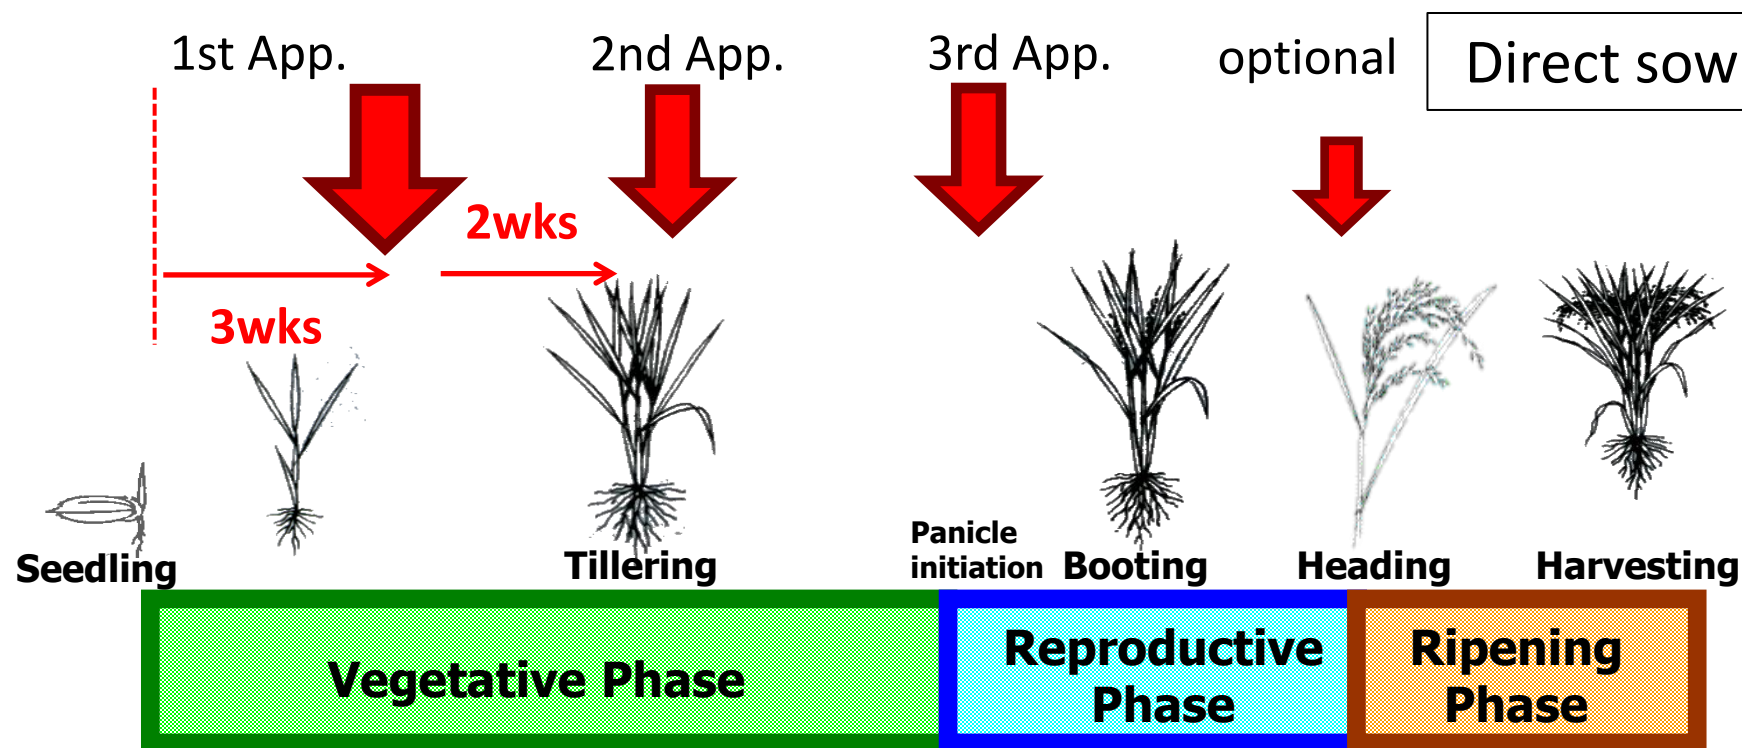 1st App.
2nd App.
3rd App.
optional
Direct sow
2wks
3wks
Seedling
Tillering
Panicle
initiation
Booting
Heading
Harvesting
Vegetative Phase
Reproductive
Phase
Ripening
Phase